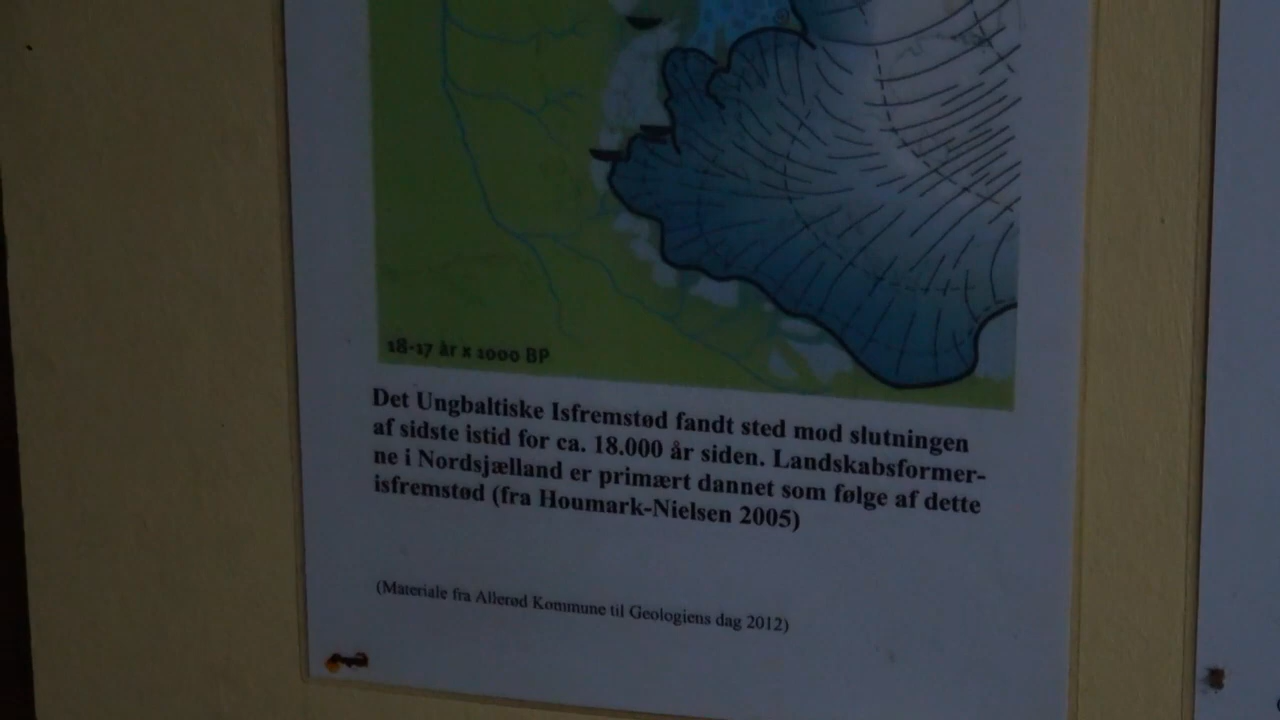 18-17 år x 1000 BP
Det Ungbaltiske Isfremstød fandt sted mod slutningen
af sidste istid for ca. 18.000 år siden. Landskabsformer-
ne i Nordsjælland er primært dannet som følge af dette
isfremstød (fra Houmark-Nielsen 2005)
(Materiale fra Allerød Kommune til Geologiens dag 2012)